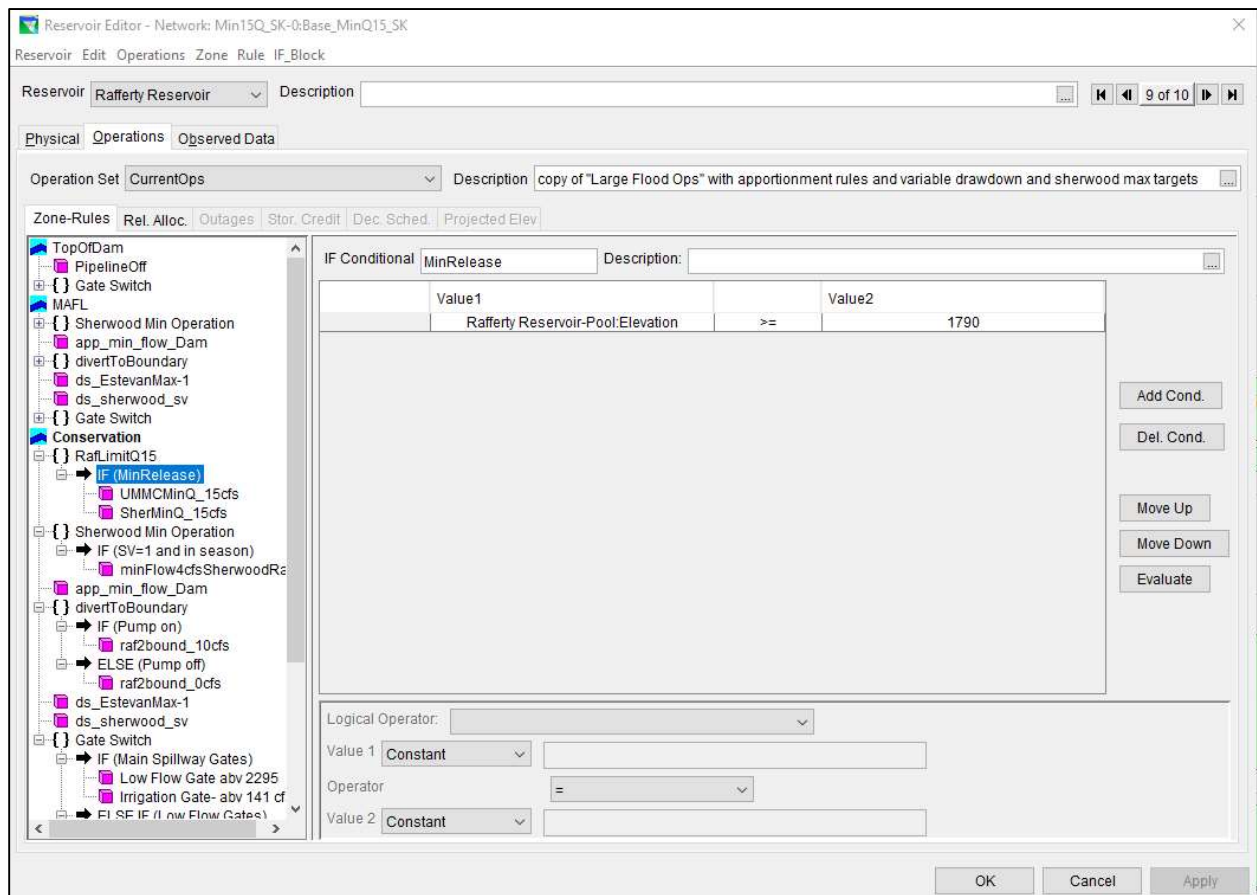 Reservoir Editor - Network: Min15Q_SK-0:Base_MinQ15_SK
Reservoir Edit Operations Zone Rule IF_Block
Reservoir Rafferty Reservoir Description ... 9 of 10
Physical Operations Observed Data
Operation Set CurrentOps Description copy of "Large Flood Ops" with apportionment rules and variable drawdown and sherwood max targets ...
Zone-Rules Rel. Alloc. Outages Stor. Credit Dec. Sched. Projected Elev
TopOfDam
PipelineOff
{ } Gate Switch
MAFL
{ } Sherwood Min Operation
app_min_flow_Dam
{ } divertToBoundary
ds_EstevanMax-1
ds_sherwood_sv
{ } Gate Switch
Conservation
{ } RafLimitQ15
IF (MinRelease)
UMMCMinQ_15cfs
SherMinQ_15cfs
{ } Sherwood Min Operation
IF (SV=1 and in season)
minFlow4cfsSherwoodRa
app_min_flow_Dam
{ } divertToBoundary
IF (Pump on)
raf2bound_10cfs
ELSE (Pump off)
raf2bound_0cfs
ds_EstevanMax-1
ds_sherwood_sv
{ } Gate Switch
IF (Main Spillway Gates)
Low Flow Gate abv 2295
Irrigation Gate- abv 141 cf
ELSE IF (Low Flow Gates)
IF Conditional MinRelease Description: ...
Value1 Value2
Rafferty Reservoir-Pool:Elevation >= 1790
Add Cond.
Del. Cond.
Move Up
Move Down
Evaluate
Logical Operator:
Value 1 Constant
Operator =
Value 2 Constant
OK Cancel Apply